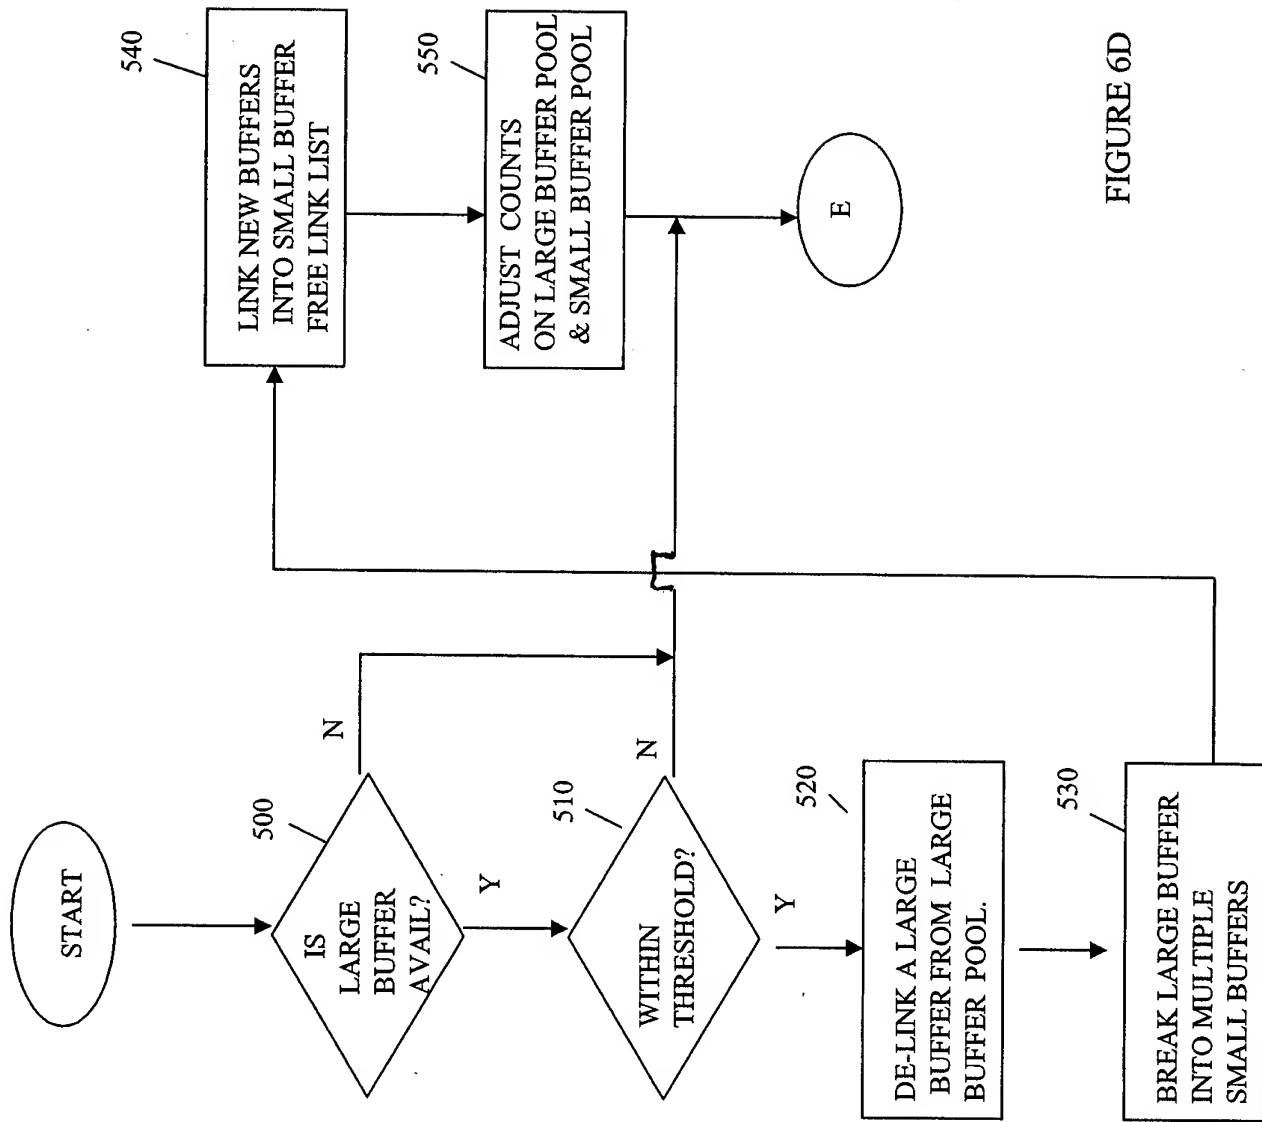 START
500
IS
LARGE
BUFFER
AVAIL?
N
Y
510
WITHIN
THRESHOLD?
N
Y
520
DE-LINK A LARGE
BUFFER FROM LARGE
BUFFER POOL.
530
BREAK LARGE BUFFER
INTO MULTIPLE
SMALL BUFFERS
540
LINK NEW BUFFERS
INTO SMALL BUFFER
FREE LINK LIST
550
ADJUST COUNTS
ON LARGE BUFFER POOL
& SMALL BUFFER POOL
E
FIGURE 6D